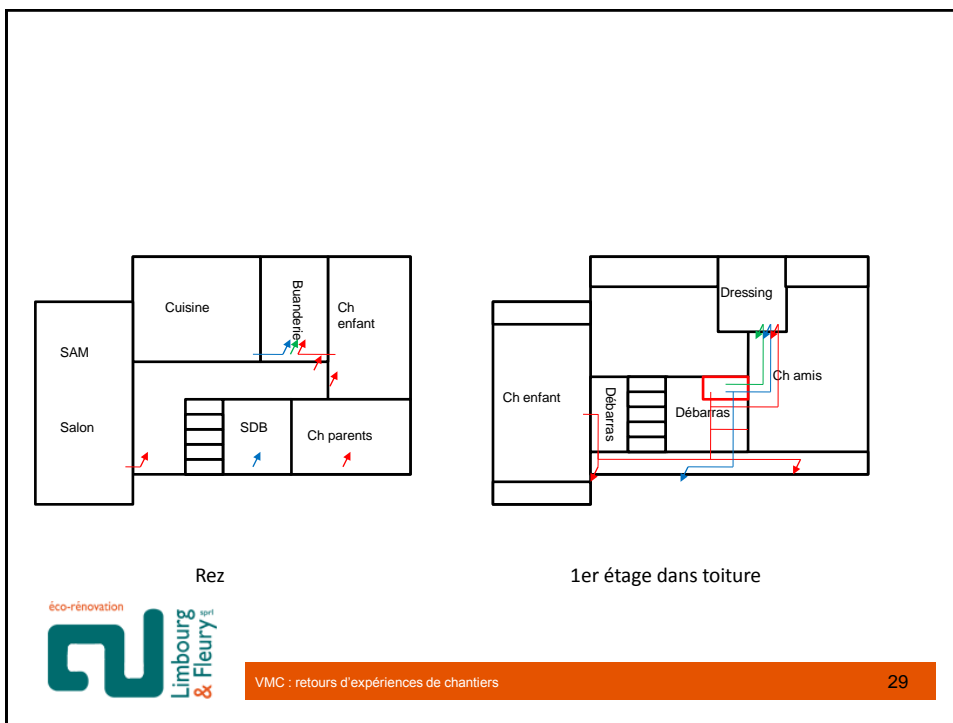 Cuisine
Buanderie
Ch
enfant
SAM
Salon
SDB
Ch parents
Dressing
Ch amis
Ch enfant
Débarras
Débarras
Rez
1er étage dans toiture
éco-rénovation
Limbourg sprl
& Fleury
VMC : retours d'expériences de chantiers
29